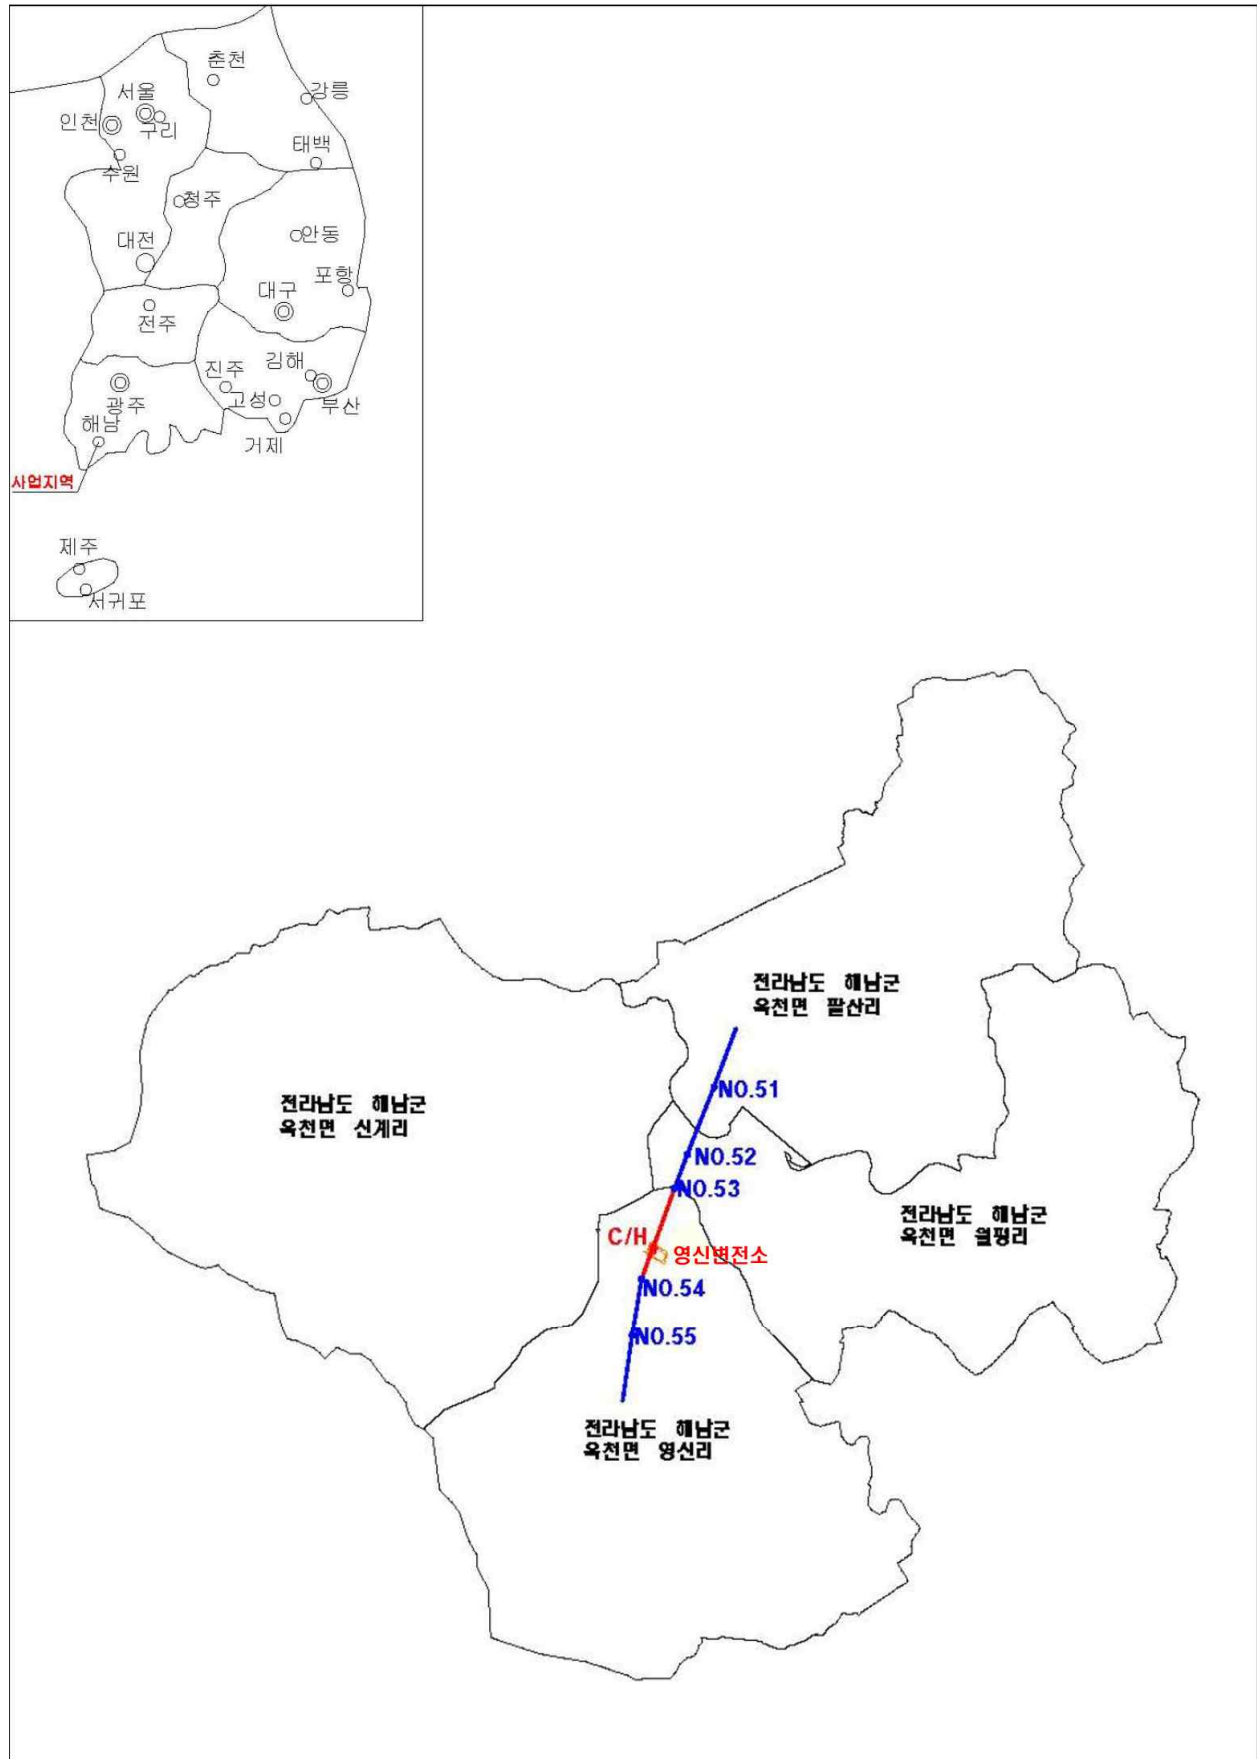 춘천
강릉
서울
인천
구리
태백
수원
청주
안동
대전
포항
대구
전주
김해
진주
고성
부산
광주
해남
거제
사업지역
제주
서귀포
전라남도 해남군
옥천면 팔산리
NO.51
전라남도 해남군
옥천면 신계리
NO.52
NO.53
전라남도 해남군
옥천면 월평리
C/H
영신변전소
NO.54
NO.55
전라남도 해남군
옥천면 영신리